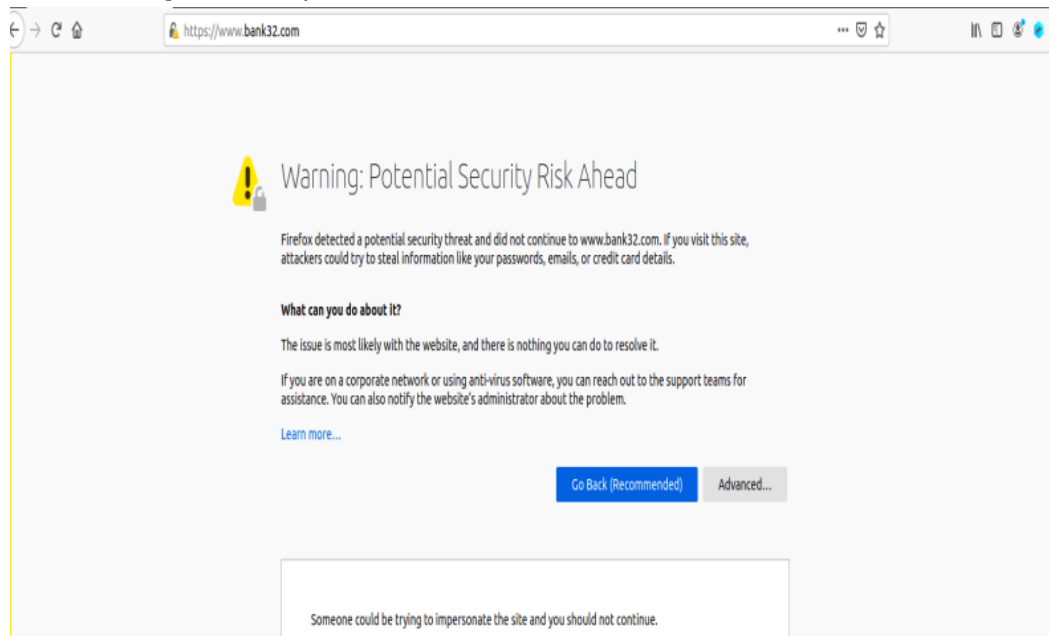 https://www.bank32.com
Warning: Potential Security Risk Ahead
Firefox detected a potential security threat and did not continue to www.bank32.com. If you visit this site,
attackers could try to steal information like your passwords, emails, or credit card details.
What can you do about it?
The issue is most likely with the website, and there is nothing you can do to resolve it.
If you are on a corporate network or using anti-virus software, you can reach out to the support teams for
assistance. You can also notify the website's administrator about the problem.
Learn more...
Go Back (Recommended) Advanced...
Someone could be trying to impersonate the site and you should not continue.